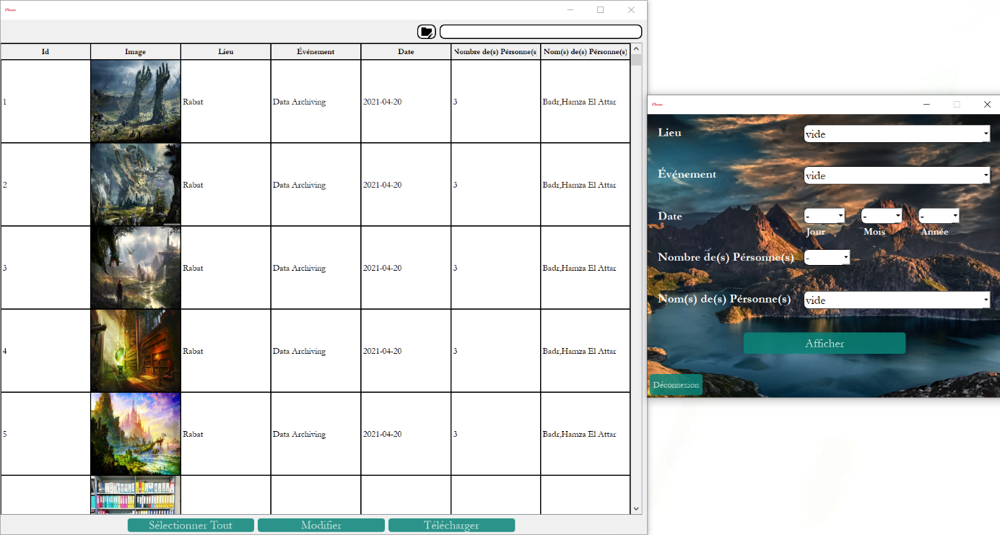 Id Image Lieu Événement Date Nombre de(s) Pérsonne(s Nom(s) de(s) Pérsonne(s)
1 Rabat Data Archiving 2021-04-20 3 Badr,Hamza El Attar
2 Rabat Data Archiving 2021-04-20 3 Badr,Hamza El Attar
3 Rabat Data Archiving 2021-04-20 3 Badr,Hamza El Attar
4 Rabat Data Archiving 2021-04-20 3 Badr,Hamza El Attar
5 Rabat Data Archiving 2021-04-20 3 Badr,Hamza El Attar
Sélectionner Tout Modifier Télécharger
Lieu vide
Événement vide
Date - - -
Jour Mois Année
Nombre de(s) Pérsonne(s) -
Nom(s) de(s) Pérsonne(s) vide
Afficher
Déconnexion